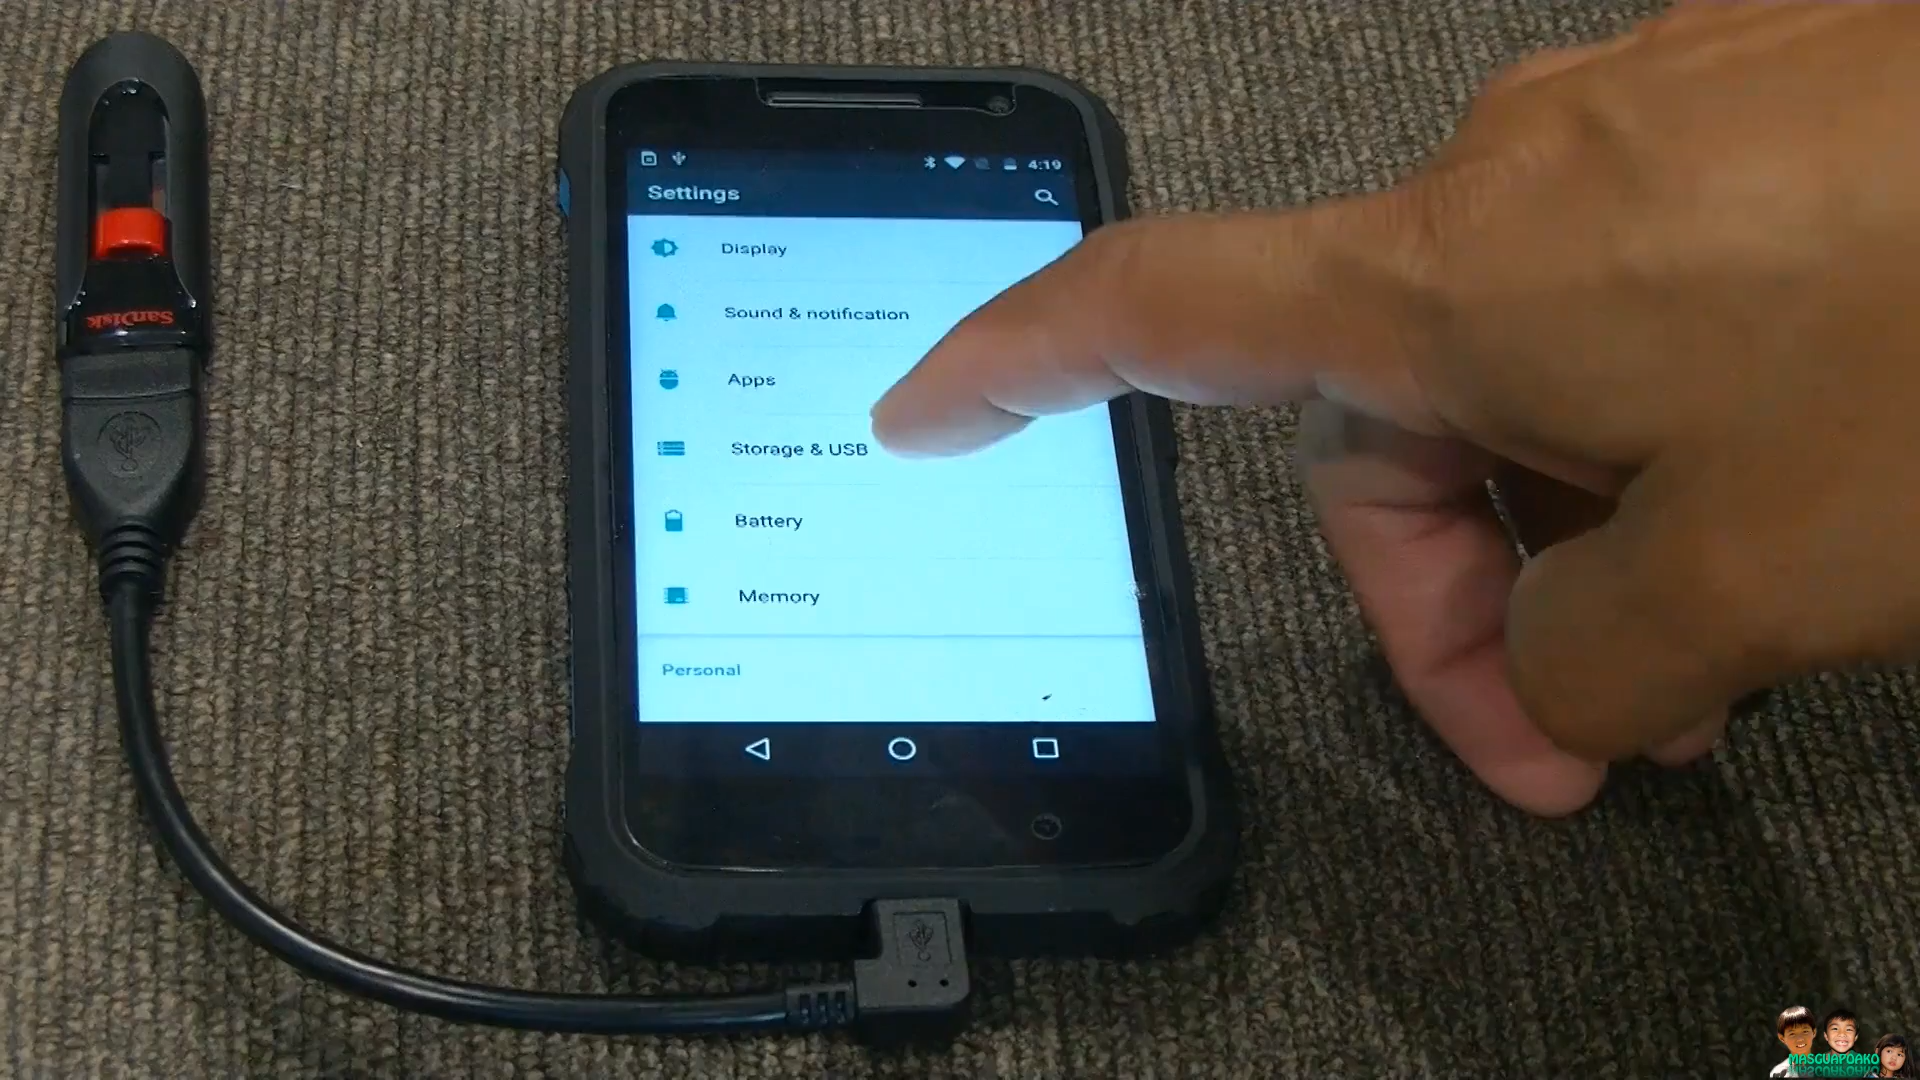 SanDisk
4:19
Settings
Display
Sound & notification
Apps
Storage & USB
Battery
Memory
Personal
MASGUAPOAKO